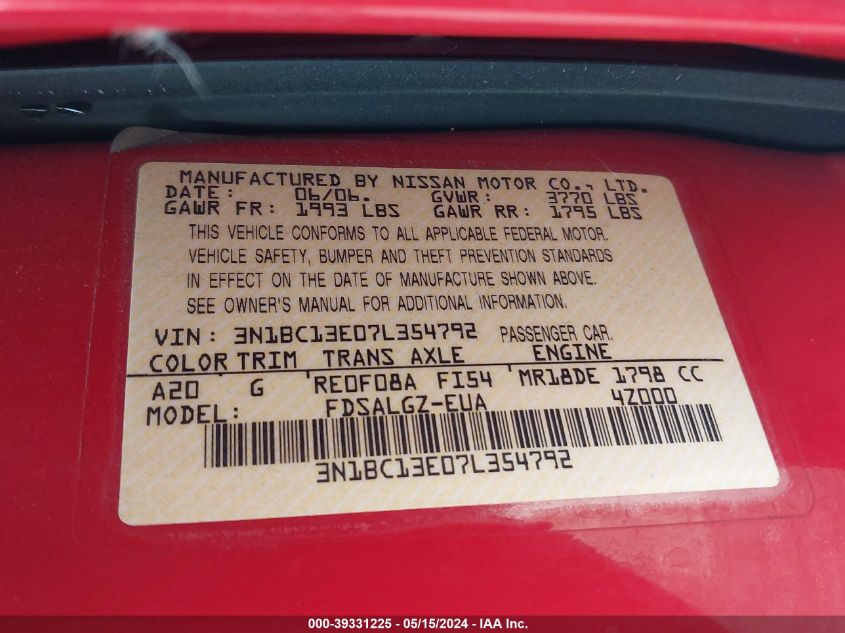 MANUFACTURED BY NISSAN MOTOR CO., LTD.
DATE: 06/06. GVWR: 3770 LBS
GAWR FR: 1993 LBS GAWR RR: 1795 LBS
THIS VEHICLE CONFORMS TO ALL APPLICABLE FEDERAL MOTOR.
VEHICLE SAFETY, BUMPER AND THEFT PREVENTION STANDARDS
IN EFFECT ON THE DATE OF MANUFACTURE SHOWN ABOVE.
SEE OWNER'S MANUAL FOR ADDITIONAL INFORMATION.
VIN: 3N1BC13E07L354792 PASSENGER CAR.
COLOR TRIM TRANS AXLE ENGINE
A20 G RE0F08A FI54 MR18DE 1798 CC
MODEL: FDSALGZ-EUA 4Z000
3N1BC13E07L354792
000-39331225 - 05/15/2024 - IAA Inc.